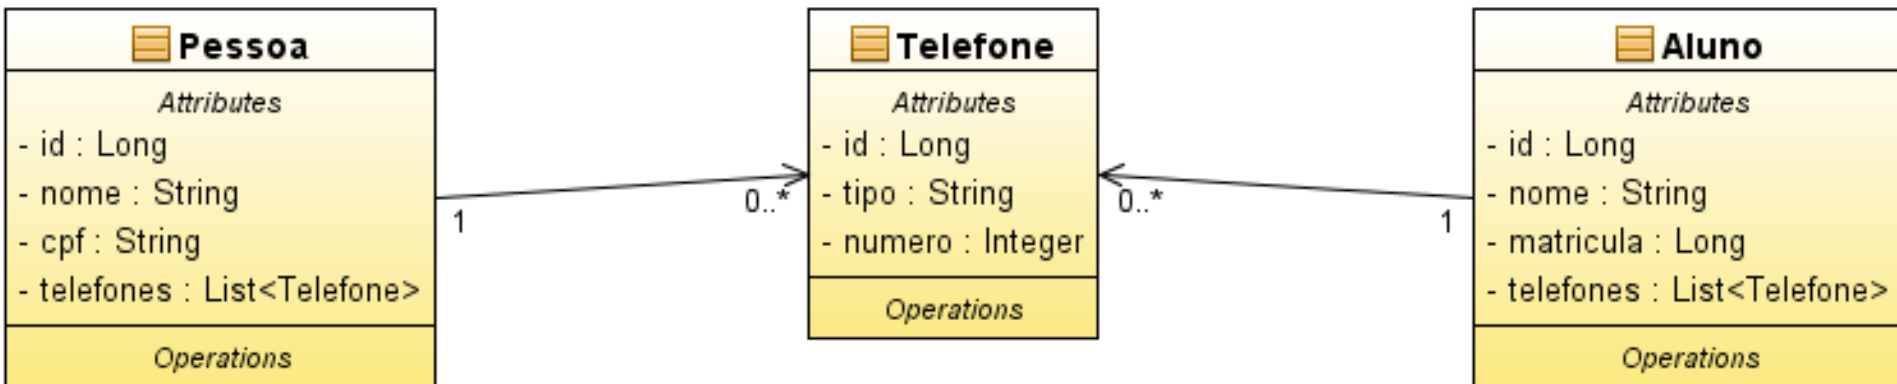 Pessoa
Attributes
- id : Long
- nome : String
- cpf : String
- telefones : List<Telefone>
Operations
1
0..*
Telefone
Attributes
- id : Long
- tipo : String
- numero : Integer
Operations
0..*
1
Aluno
Attributes
- id : Long
- nome : String
- matricula : Long
- telefones : List<Telefone>
Operations